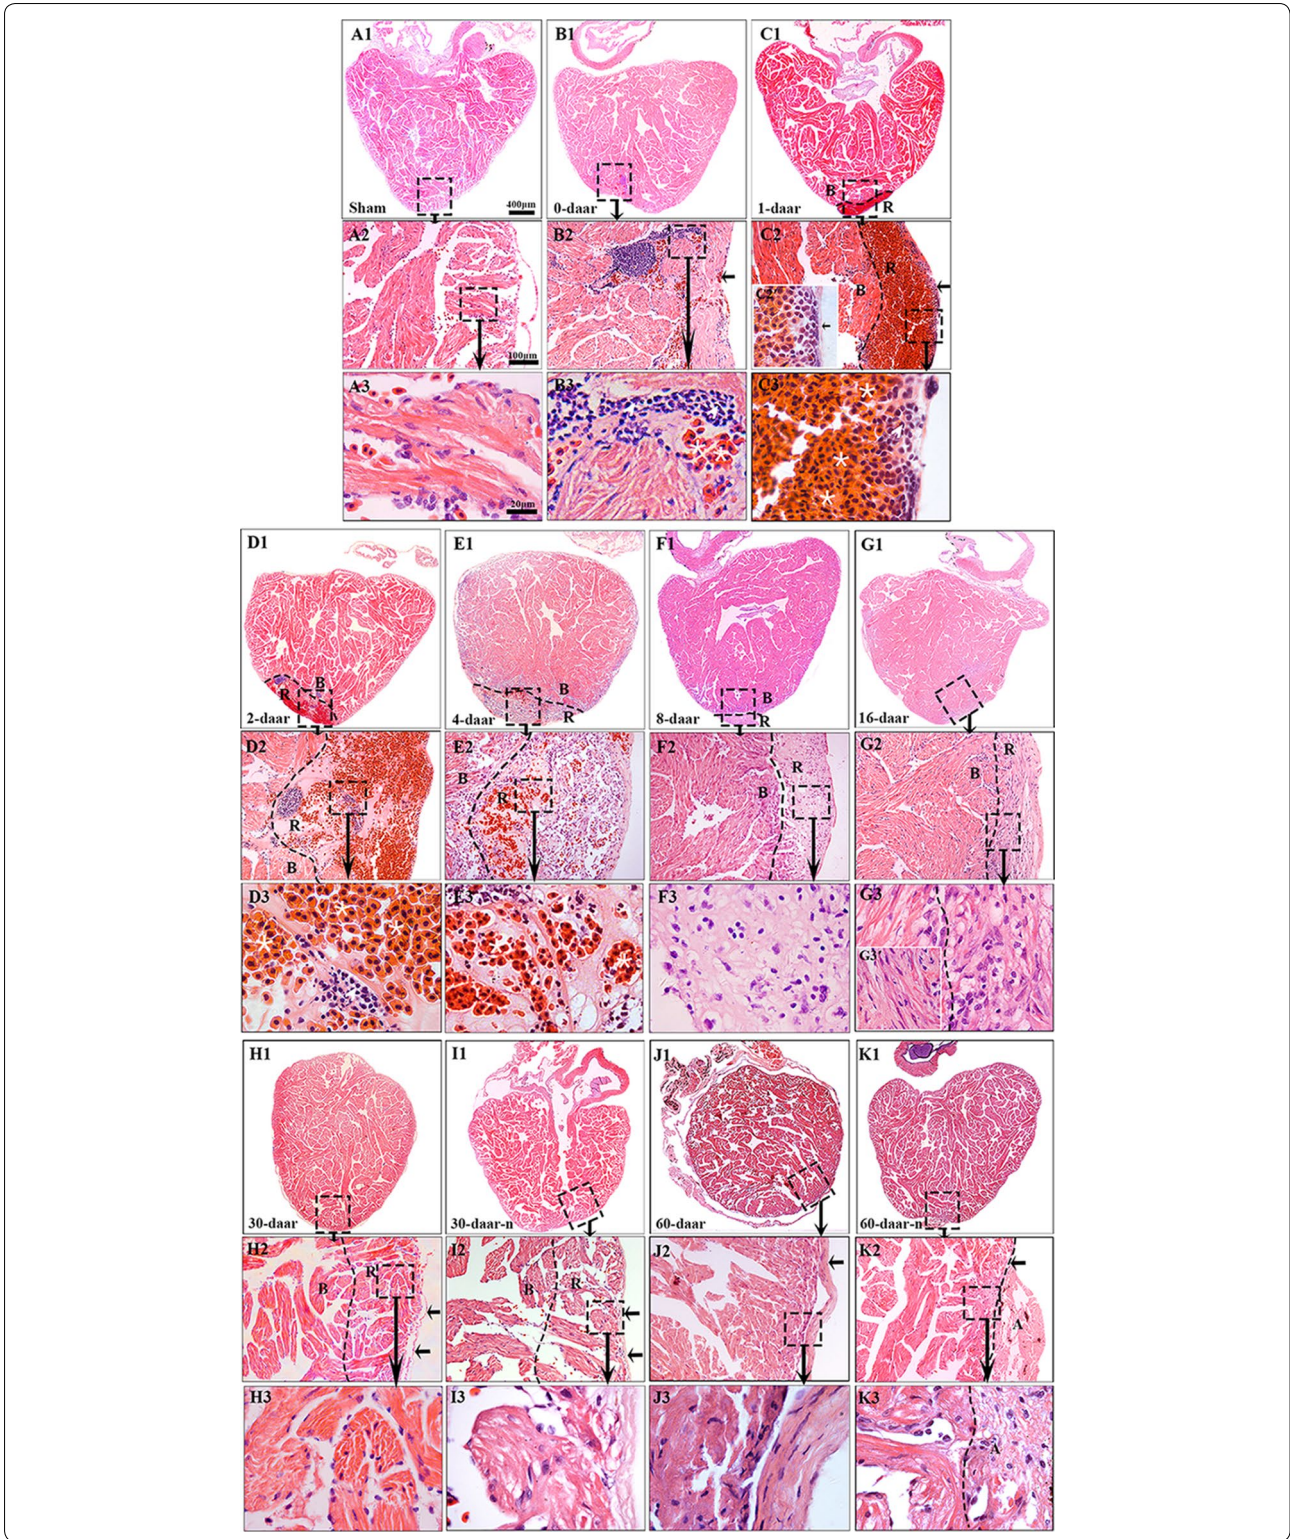 A1 B1 C1
B R
Sham 400µm 0-daar 1-daar
A2 B2 C2
R
B
100µm
A3 B3 C3
* * * * *
20µm
D1 E1 F1 G1
B B B
R R R
2-daar 4-daar 8-daar 16-daar
D2 E2 F2 G2
B R R
R B B
R
B
D3 E3 F3 G3
* * * *
G3
H1 I1 J1 K1
30-daar 30-daar-n 60-daar 60-daar-n
H2 I2 J2 K2
B R B R
A
H3 I3 J3 K3
A